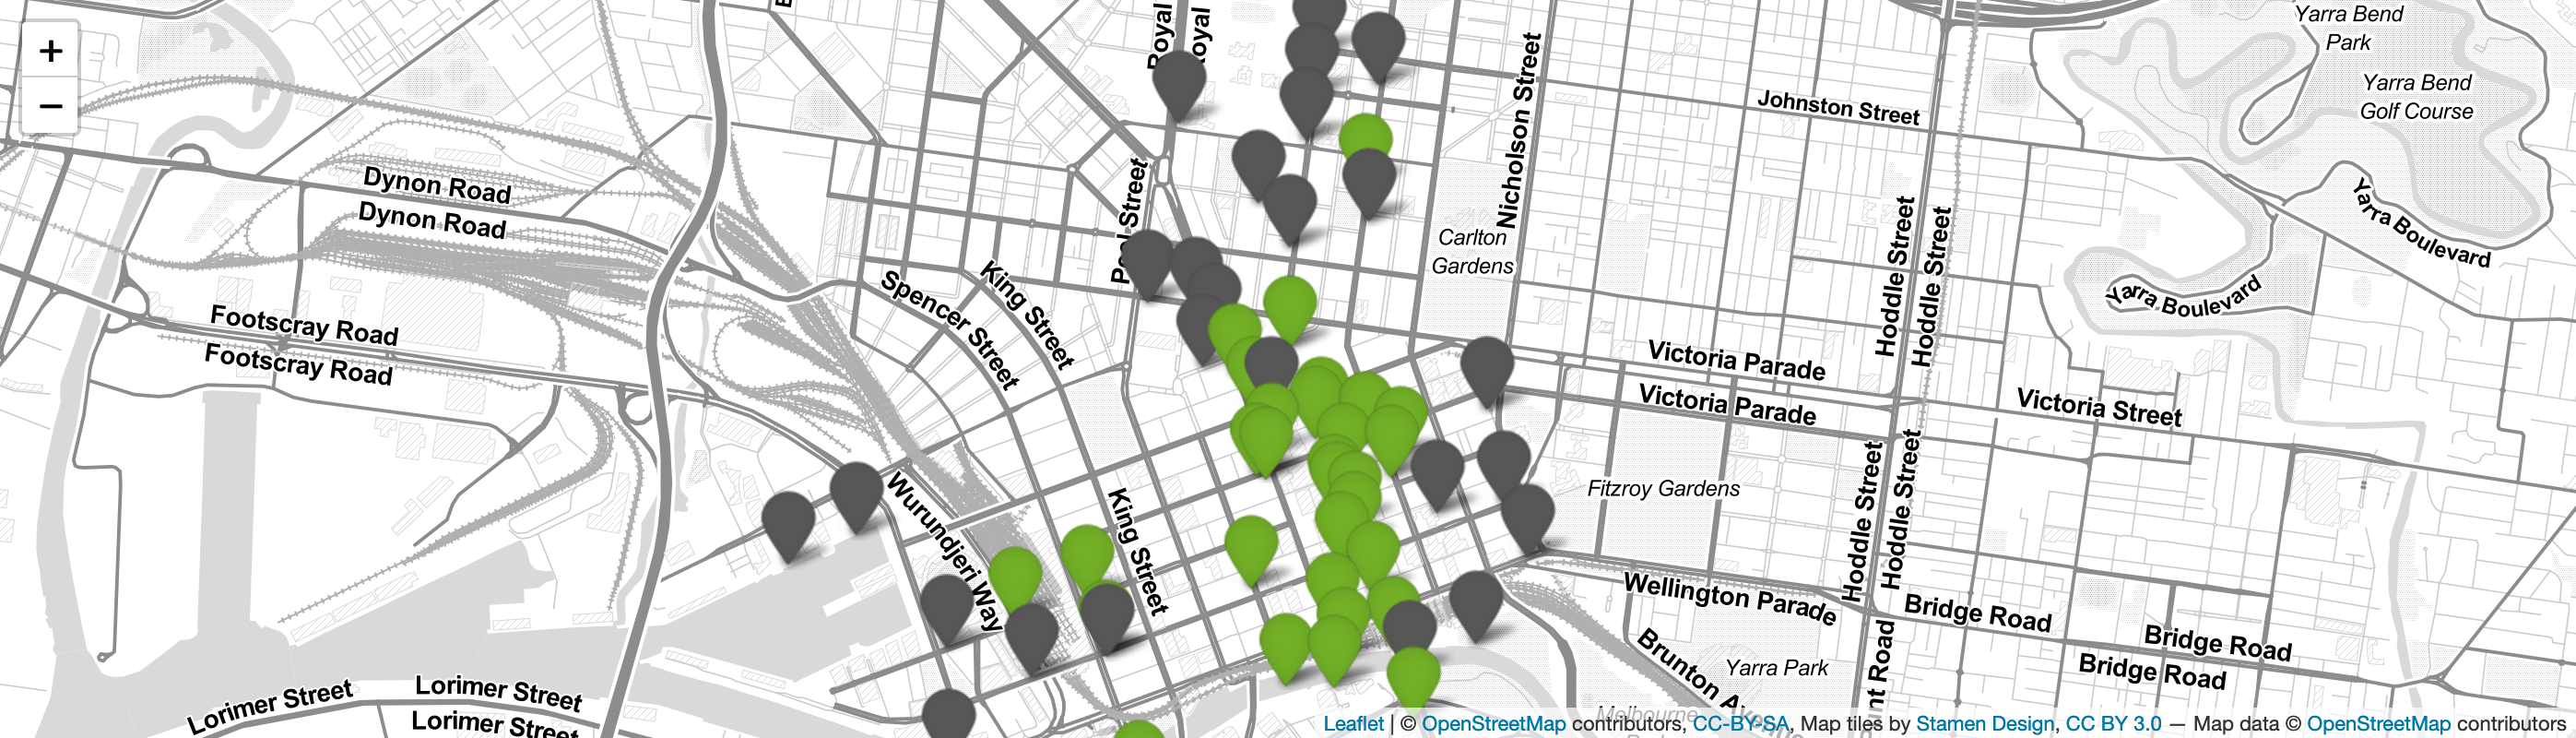 +
−
Royal
Royal
Yarra Bend
Park
Yarra Bend
Golf Course
Johnston Street
Nicholson Street
Dynon Road
Dynon Road
Carlton
Gardens
Hoddle Street
Hoddle Street
Yarra Boulevard
Yarra Boulevard
Spencer Street
King Street
Footscray Road
Footscray Road
Victoria Parade
Victoria Parade
Victoria Street
Wurundjeri Way
King Street
Fitzroy Gardens
Hoddle Street
Hoddle Street
Wellington Parade
Bridge Road
Bridge Road
Bridge Road
Brunton
Yarra Park
Lorimer Street
Lorimer Street
Lorimer Street
Melbourne
Leaflet | © OpenStreetMap contributors, CC-BY-SA, Map tiles by Stamen Design, CC BY 3.0 — Map data © OpenStreetMap contributors